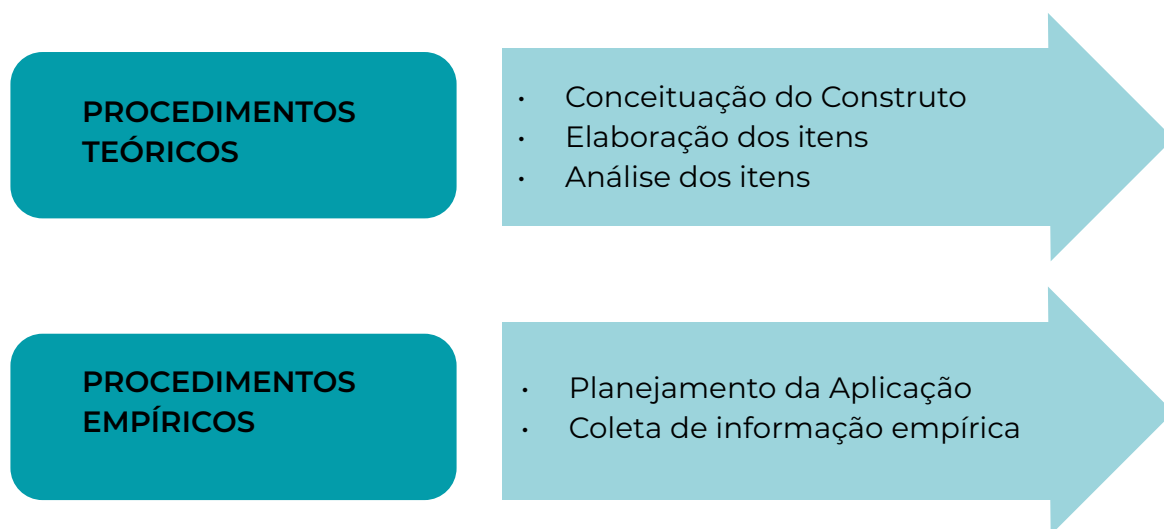 PROCEDIMENTOS
TEÓRICOS
• Conceituação do Construto
• Elaboração dos itens
• Análise dos itens
PROCEDIMENTOS
EMPÍRICOS
• Planejamento da Aplicação
• Coleta de informação empírica